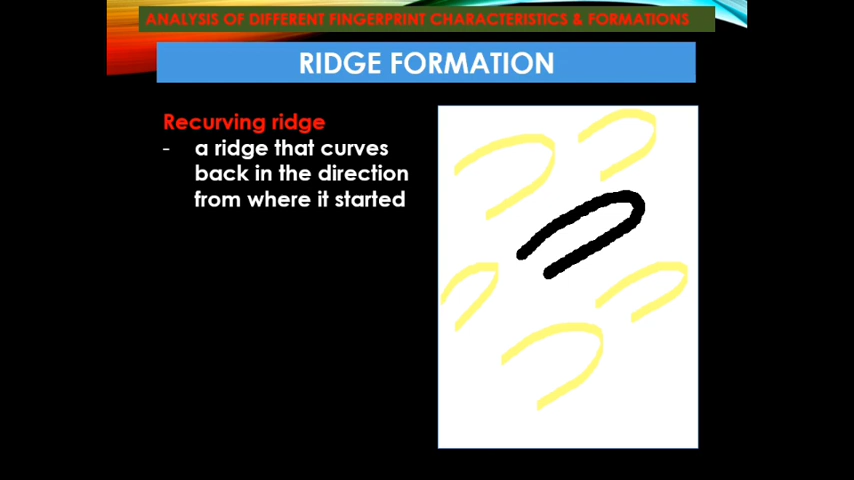 ANALYSIS OF DIFFERENT FINGERPRINT CHARACTERISTICS & FORMATIONS
RIDGE FORMATION
Recurving ridge
- a ridge that curves
back in the direction
from where it started